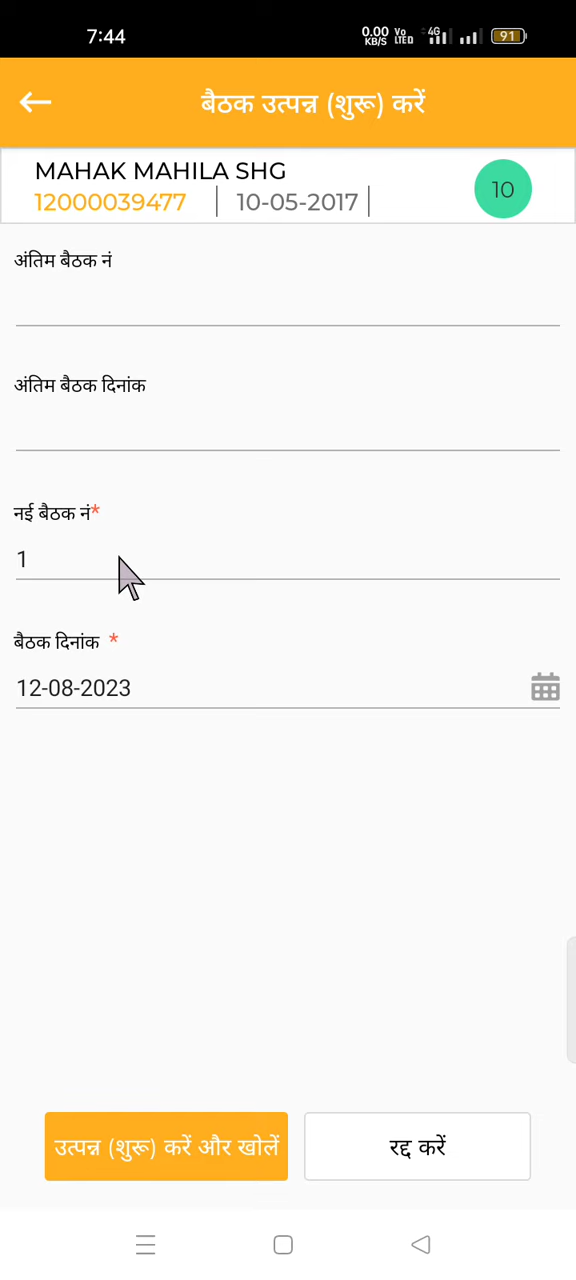 7:44 0.00 KB/S Vo LTED 4G 91
बैठक उत्पन्न (शुरू) करें
MAHAK MAHILA SHG
12000039477 | 10-05-2017 |
10
अंतिम बैठक नं
अंतिम बैठक दिनांक
नई बैठक नं*
1
बैठक दिनांक *
12-08-2023
उत्पन्न (शुरू) करें और खोलें
रद्द करें